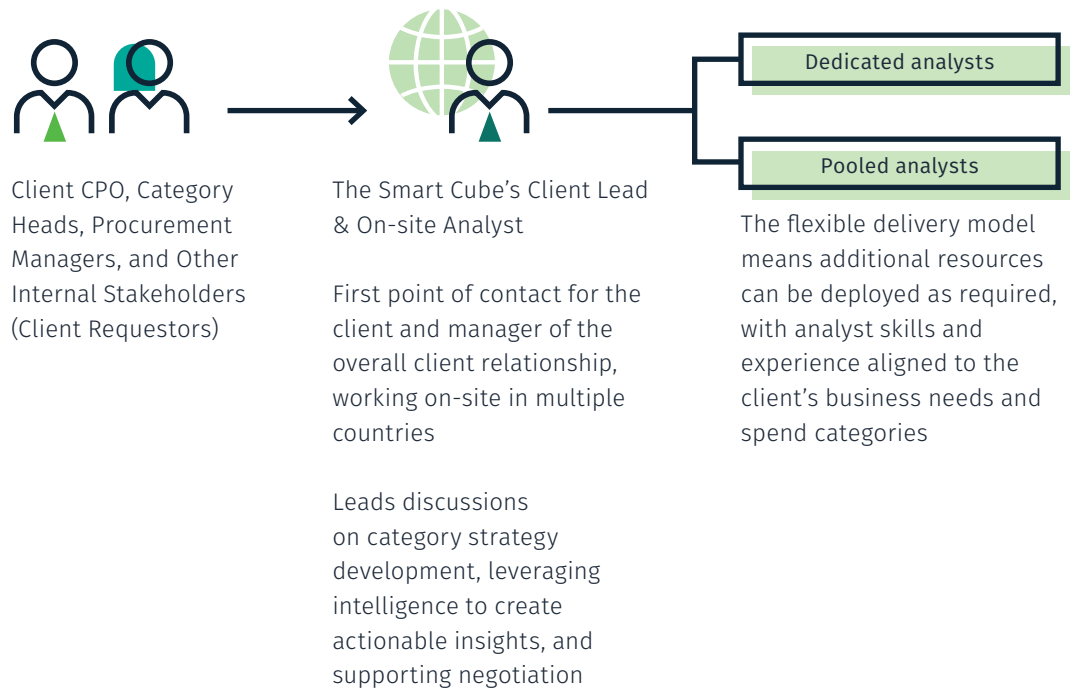 Dedicated analysts
Pooled analysts
Client CPO, Category
Heads, Procurement
Managers, and Other
Internal Stakeholders
(Client Requestors)
The Smart Cube’s Client Lead
& On-site Analyst
First point of contact for the
client and manager of the
overall client relationship,
working on-site in multiple
countries
Leads discussions
on category strategy
development, leveraging
intelligence to create
actionable insights, and
supporting negotiation
The flexible delivery model
means additional resources
can be deployed as required,
with analyst skills and
experience aligned to the
client’s business needs and
spend categories